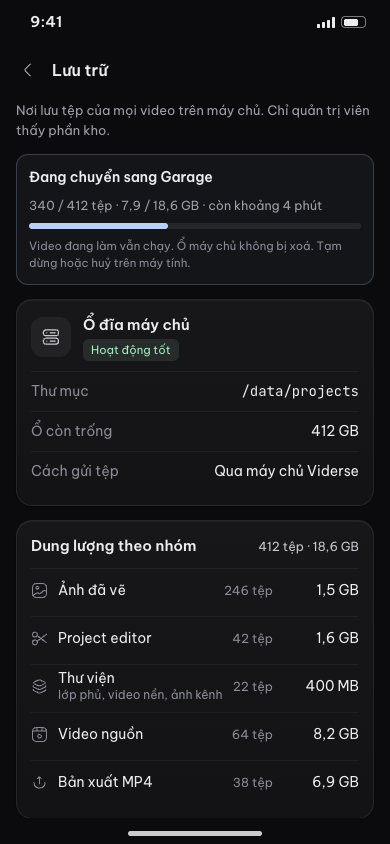 9:41
Lưu trữ
Nơi lưu tệp của mọi video trên máy chủ. Chỉ quản trị viên
thấy phần kho.
Đang chuyển sang Garage
340 / 412 tệp · 7,9 / 18,6 GB · còn khoảng 4 phút
Video đang làm vẫn chạy. Ổ máy chủ không bị xoá. Tạm
dừng hoặc huỷ trên máy tính.
Ổ đĩa máy chủ
Hoạt động tốt
Thư mục /data/projects
Ổ còn trống 412 GB
Cách gửi tệp Qua máy chủ Viderse
Dung lượng theo nhóm 412 tệp · 18,6 GB
Ảnh đã vẽ 246 tệp 1,5 GB
Project editor 42 tệp 1,6 GB
Thư viện 22 tệp 400 MB
lớp phủ, video nền, ảnh kênh
Video nguồn 64 tệp 8,2 GB
Bản xuất MP4 38 tệp 6,9 GB